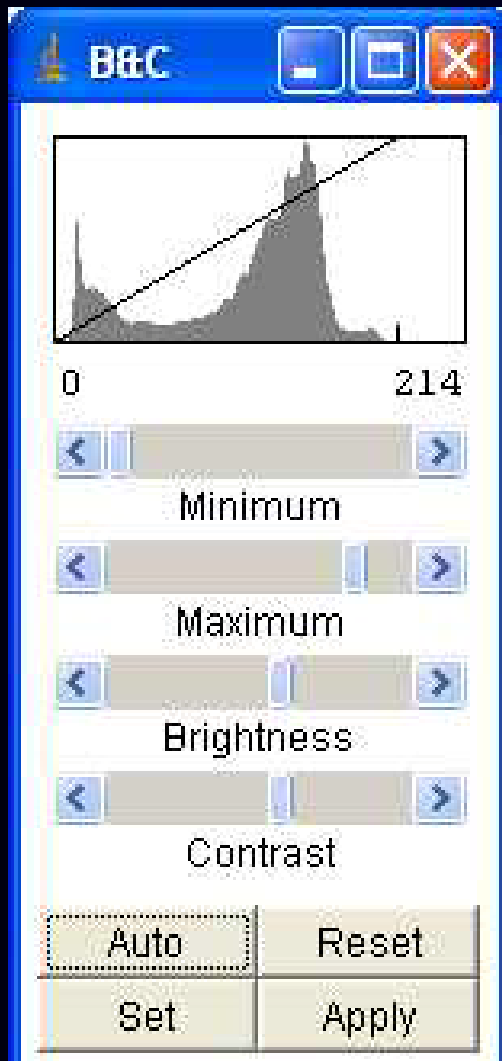 B&C
0 214
Minimum
Maximum
Brightness
Contrast
Auto Reset
Set Apply